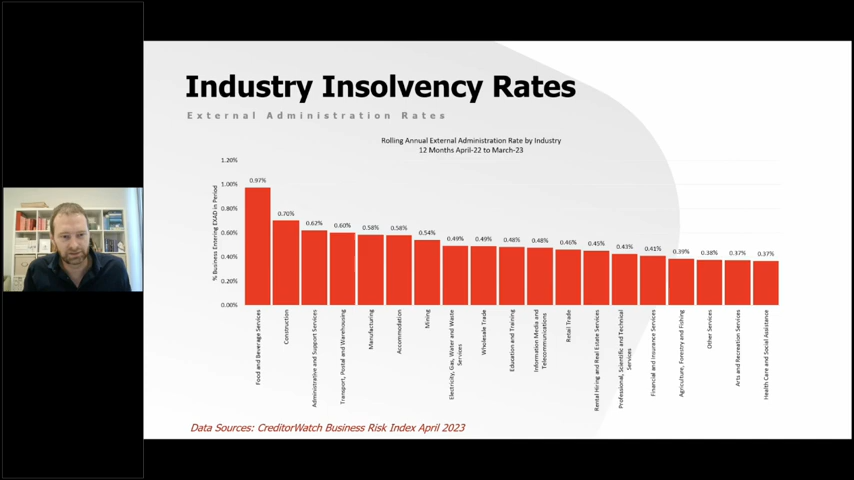 Industry Insolvency Rates
External Administration Rates
Rolling Annual External Administration Rate by Industry
12 Months April-22 to March-23
% Business Entering EXAD in Period
1.20%
1.00%
0.80%
0.60%
0.40%
0.20%
0.00%
0.97%
0.70%
0.62%
0.60%
0.58%
0.58%
0.54%
0.49%
0.49%
0.48%
0.48%
0.46%
0.45%
0.43%
0.41%
0.39%
0.38%
0.37%
0.37%
Food and Beverage Services
Construction
Administrative and Support Services
Transport, Postal and Warehousing
Manufacturing
Accommodation
Mining
Electricity, Gas, Water and Waste
Services
Wholesale Trade
Education and Training
Information Media and
Telecommunications
Retail Trade
Rental Hiring and Real Estate Services
Professional, Scientific and Technical
Services
Financial and Insurance Services
Agriculture, Forestry and Fishing
Other Services
Arts and Recreation Services
Health Care and Social Assistance
Data Sources: CreditorWatch Business Risk Index April 2023